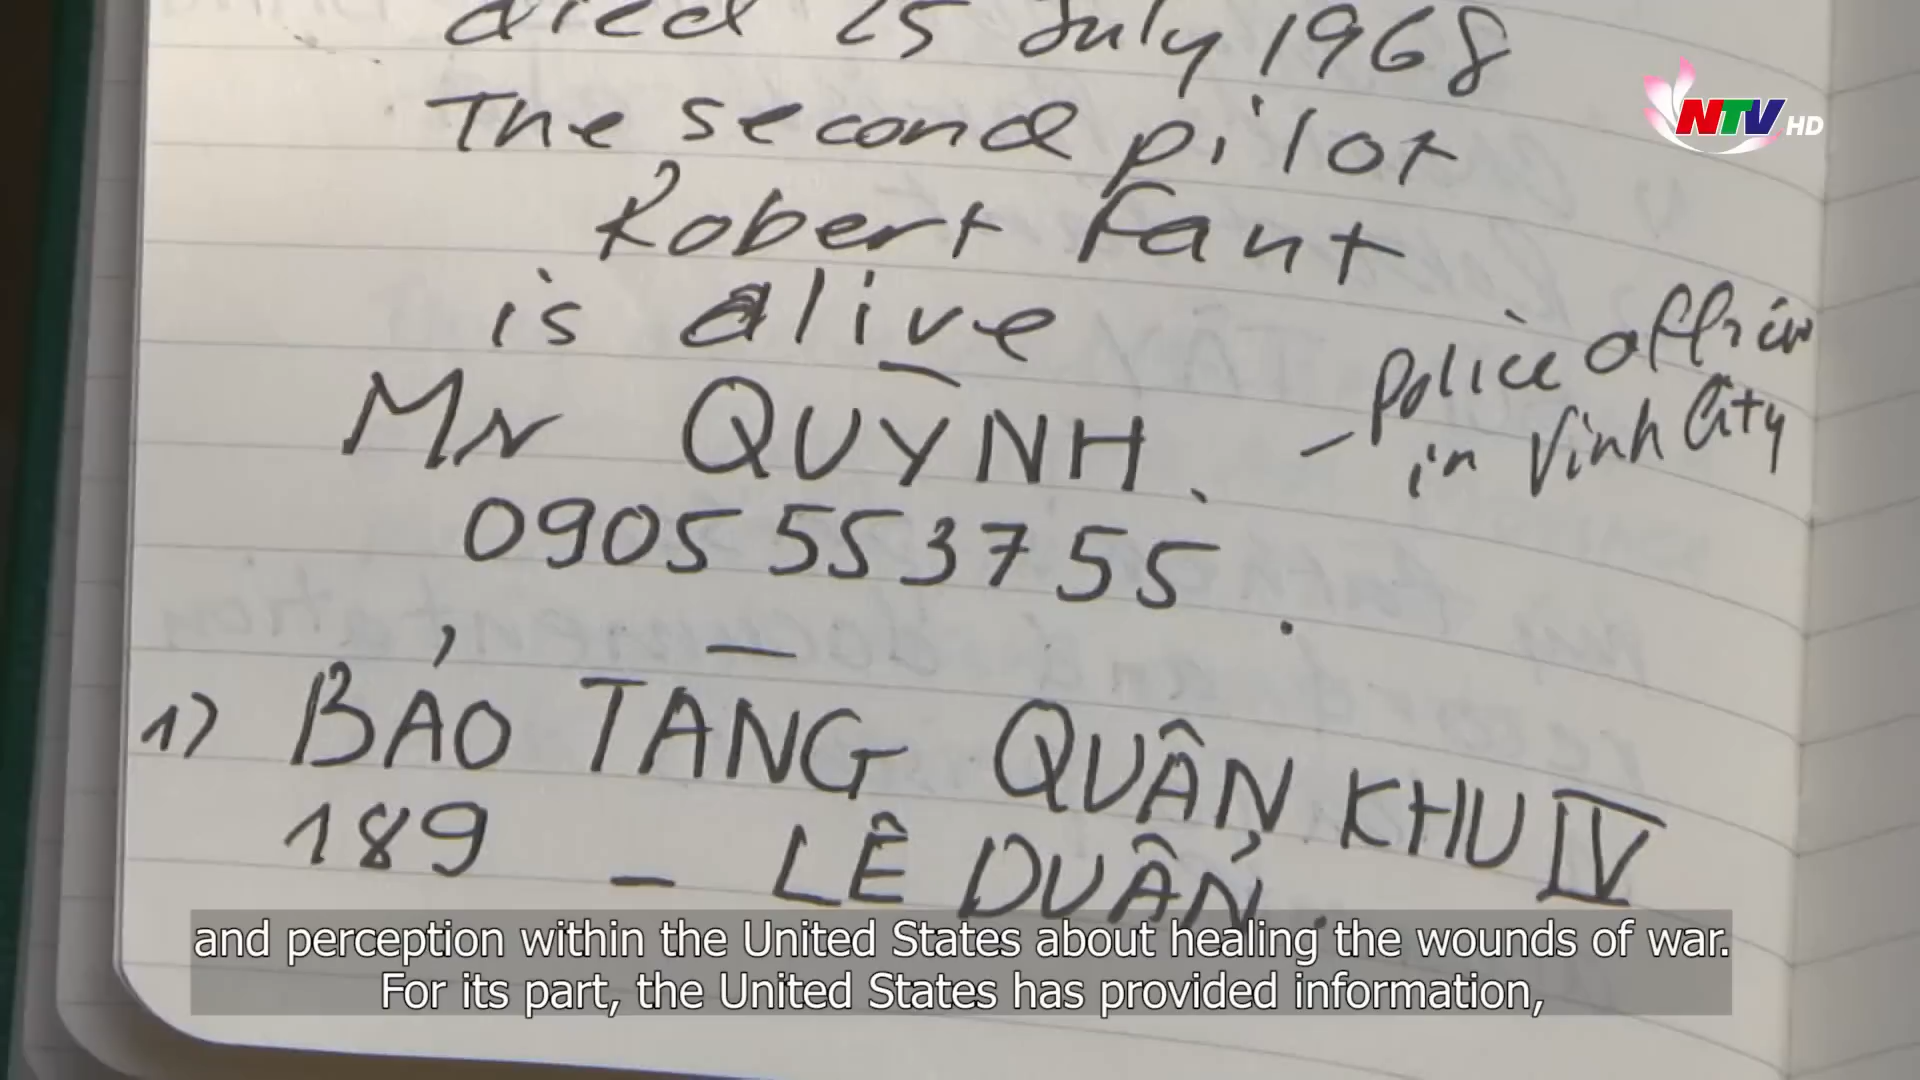 died 25 July 1968
The second pilot
Robert Fant
is alive
Mr QUỲNH.
- Police officer
in Vinh City
0905 553755.
1) BẢO TÀNG QUÂN KHU IV
189 - LÊ DUẨN.
NTV HD
and perception within the United States about healing the wounds of war.
For its part, the United States has provided information,